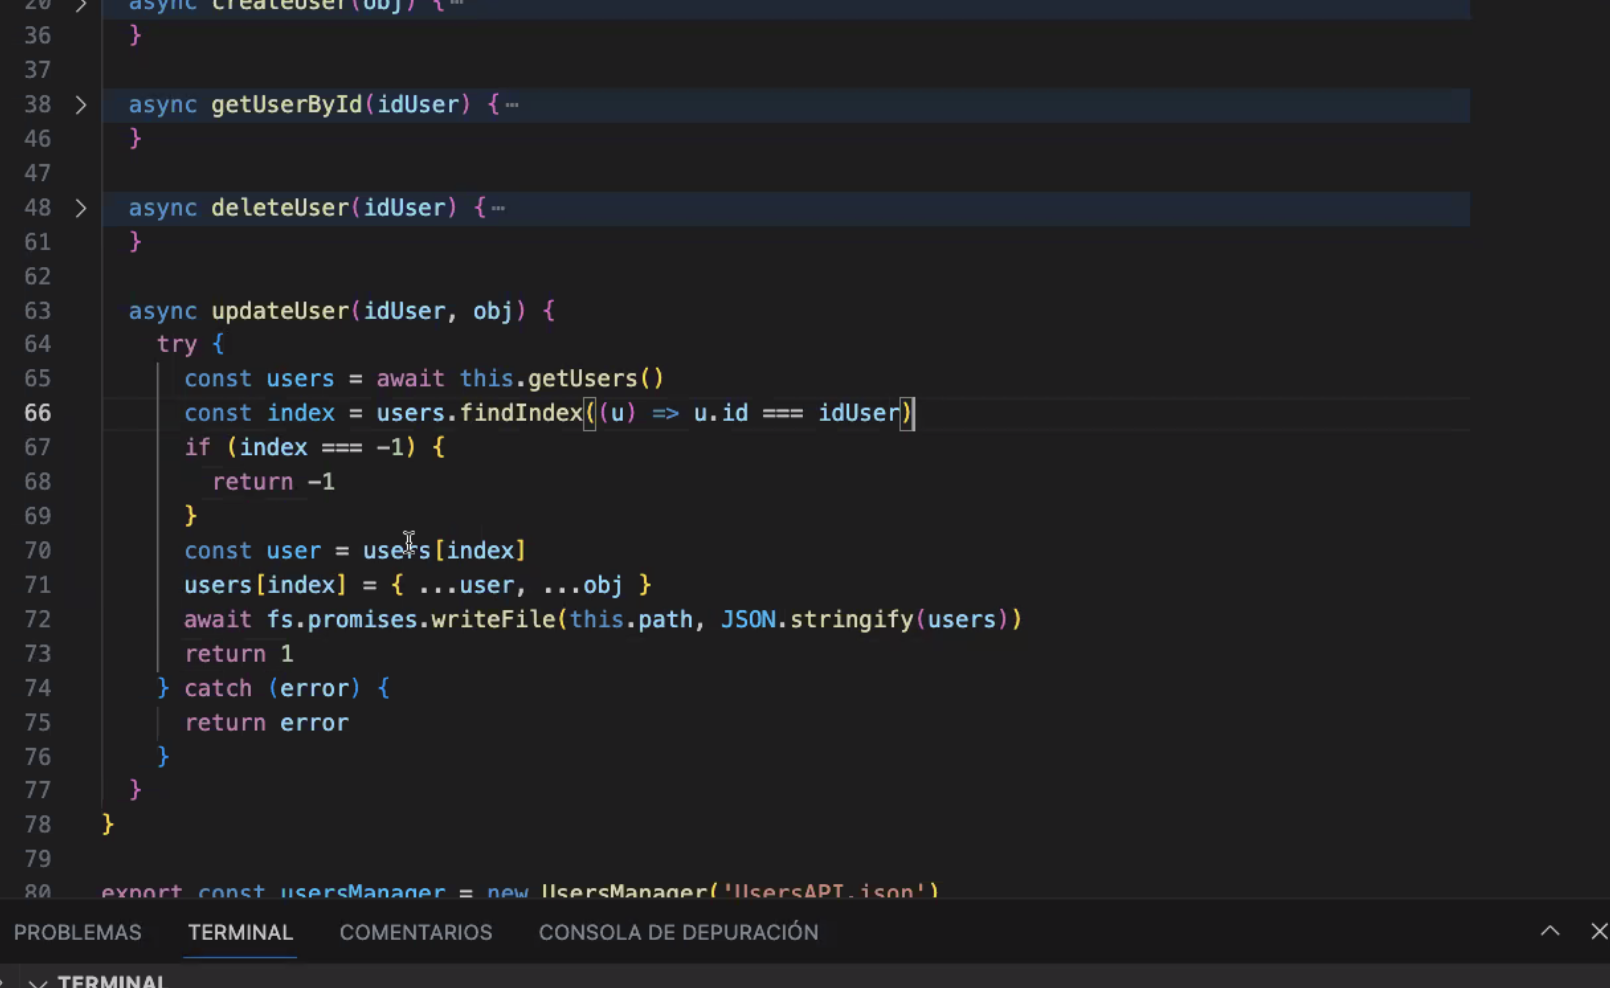 20 async createUser(obj) { ⋯
36 }
37
38 async getUserById(idUser) { ⋯
46 }
47
48 async deleteUser(idUser) { ⋯
61 }
62
63 async updateUser(idUser, obj) {
64 try {
65 const users = await this.getUsers()
66 const index = users.findIndex((u) => u.id === idUser)
67 if (index === -1) {
68 return -1
69 }
70 const user = users[index]
71 users[index] = { ...user, ...obj }
72 await fs.promises.writeFile(this.path, JSON.stringify(users))
73 return 1
74 } catch (error) {
75 return error
76 }
77 }
78 }
79
80 export const usersManager = new UsersManager('UsersAPI.json')
PROBLEMAS TERMINAL COMENTARIOS CONSOLA DE DEPURACIÓN
TERMINAL